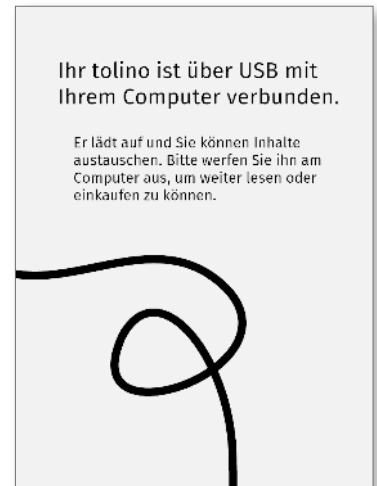 Ihr tolino ist über USB mit
Ihrem Computer verbunden.
Er lädt auf und Sie können Inhalte
austauschen. Bitte werfen Sie ihn am
Computer aus, um weiter lesen oder
einkaufen zu können.